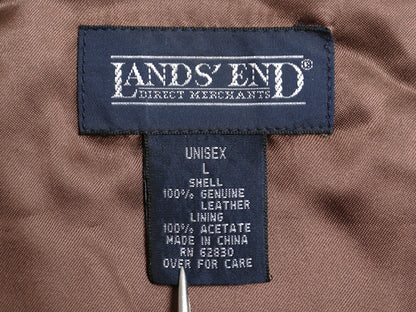 LANDS' END®
DIRECT MERCHANTS
UNISEX
L
SHELL
100% GENUINE
LEATHER
LINING
100% ACETATE
MADE IN CHINA
RN 62830
OVER FOR CARE